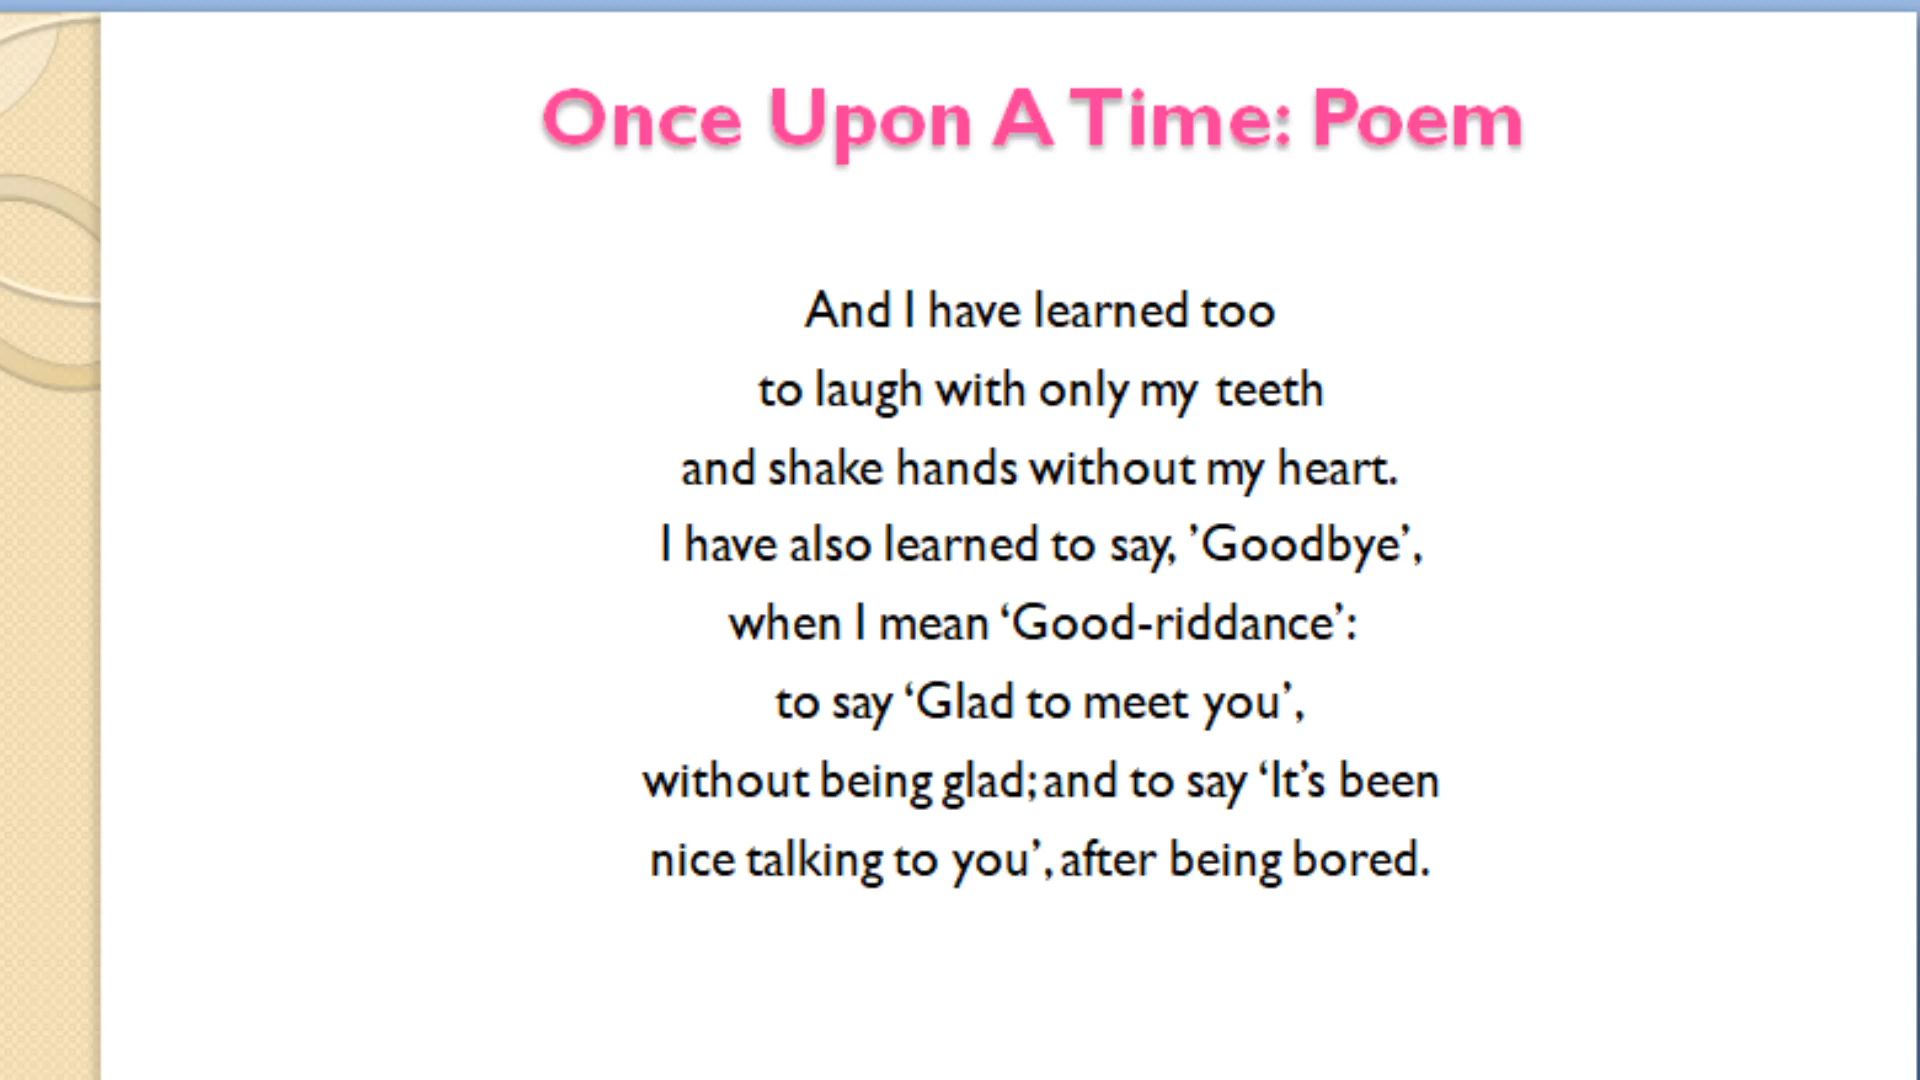 Once Upon A Time: Poem
And I have learned too
to laugh with only my teeth
and shake hands without my heart.
I have also learned to say, ’Goodbye’,
when I mean ‘Good-riddance’:
to say ‘Glad to meet you’,
without being glad; and to say ‘It’s been
nice talking to you’, after being bored.